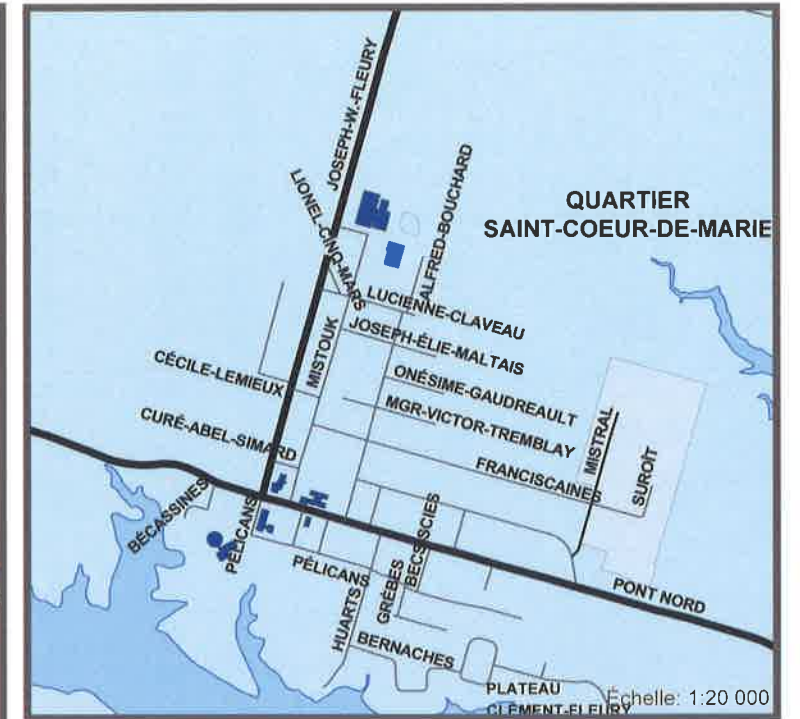 JOSEPH-W.-FLEURY
LIONEL-CINQ-MARS
ALFRED-BOUCHARD
QUARTIER
SAINT-COEUR-DE-MARIE
LUCIENNE-CLAVEAU
JOSEPH-ÉLIE-MALTAIS
MISTOUK
CÉCILE-LEMIEUX
ONÉSIME-GAUDREAULT
MGR-VICTOR-TREMBLAY
CURÉ-ABEL-SIMARD
MISTRAL
FRANCISCAINES
SUROÎT
BÉCASSINES
PÉLICANS
BECS-SCIES
PÉLICANS
GRÈBES
HUARTS
PONT NORD
BERNACHES
PLATEAU
CLÉMENT-FLEURY
Échelle: 1:20 000